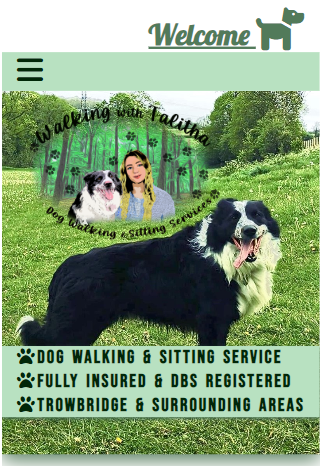 Welcome
Walking with Talitha
Dog Walking & Sitting Services
DOG WALKING & SITTING SERVICE
FULLY INSURED & DBS REGISTERED
TROWBRIDGE & SURROUNDING AREAS